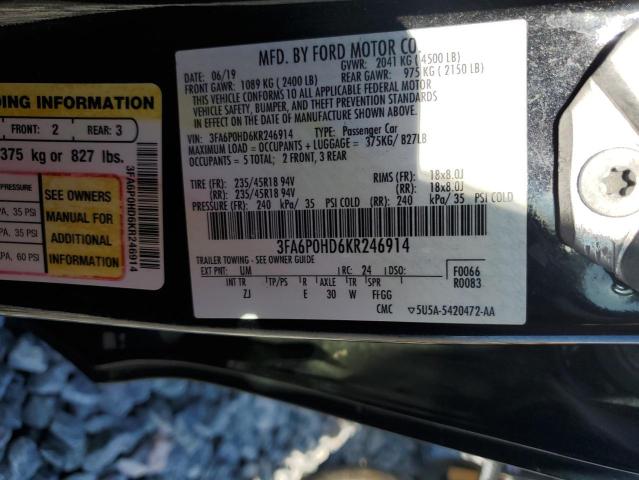 DING INFORMATION
FRONT: 2 REAR: 3
375 kg or 827 lbs.
PRESSURE
PA, 35 PSI
PA, 35 PSI
PA, 60 PSI
SEE OWNERS
MANUAL FOR
ADDITIONAL
INFORMATION
3FA6P0HD6KR246914
MFD. BY FORD MOTOR CO.
06/19 GVWR: 2041 KG (4500 LB)
FRONT GAWR: 1089 KG (2400 LB) REAR GAWR: 975 KG (2150 LB)
THIS VEHICLE CONFORMS TO ALL APPLICABLE FEDERAL MOTOR VEHICLE
SAFETY, BUMPER, AND THEFT PREVENTION STANDARDS
IN EFFECT ON THE DATE OF MANUFACTURE SHOWN ABOVE.
VIN: 3FA6P0HD6KR246914 TYPE: Passenger Car
MAXIMUM LOAD = OCCUPANTS + LUGGAGE = 375KG/ 827LB
OCCUPANTS = 5 TOTAL: 2 FRONT, 3 REAR
TIRE (FR): 235/45R18 94V RIMS (FR): 18x8.0J
(RR): 235/45R18 94V (RR): 18x8.0J
PRESSURE (FR): 240 kPa/ 35 PSI COLD (RR): 240 kPa/ 35 PSI COLD
3FA6P0HD6KR246914
TRAILER TOWING - SEE OWNER GUIDE
EXT PNT: UM RC: 24 DSO: F0066
INT TR TP/PS R AXLE TR SPR R0083
ZJ E 30 W FFGG
CMC ▽5U5A-5420472-AA